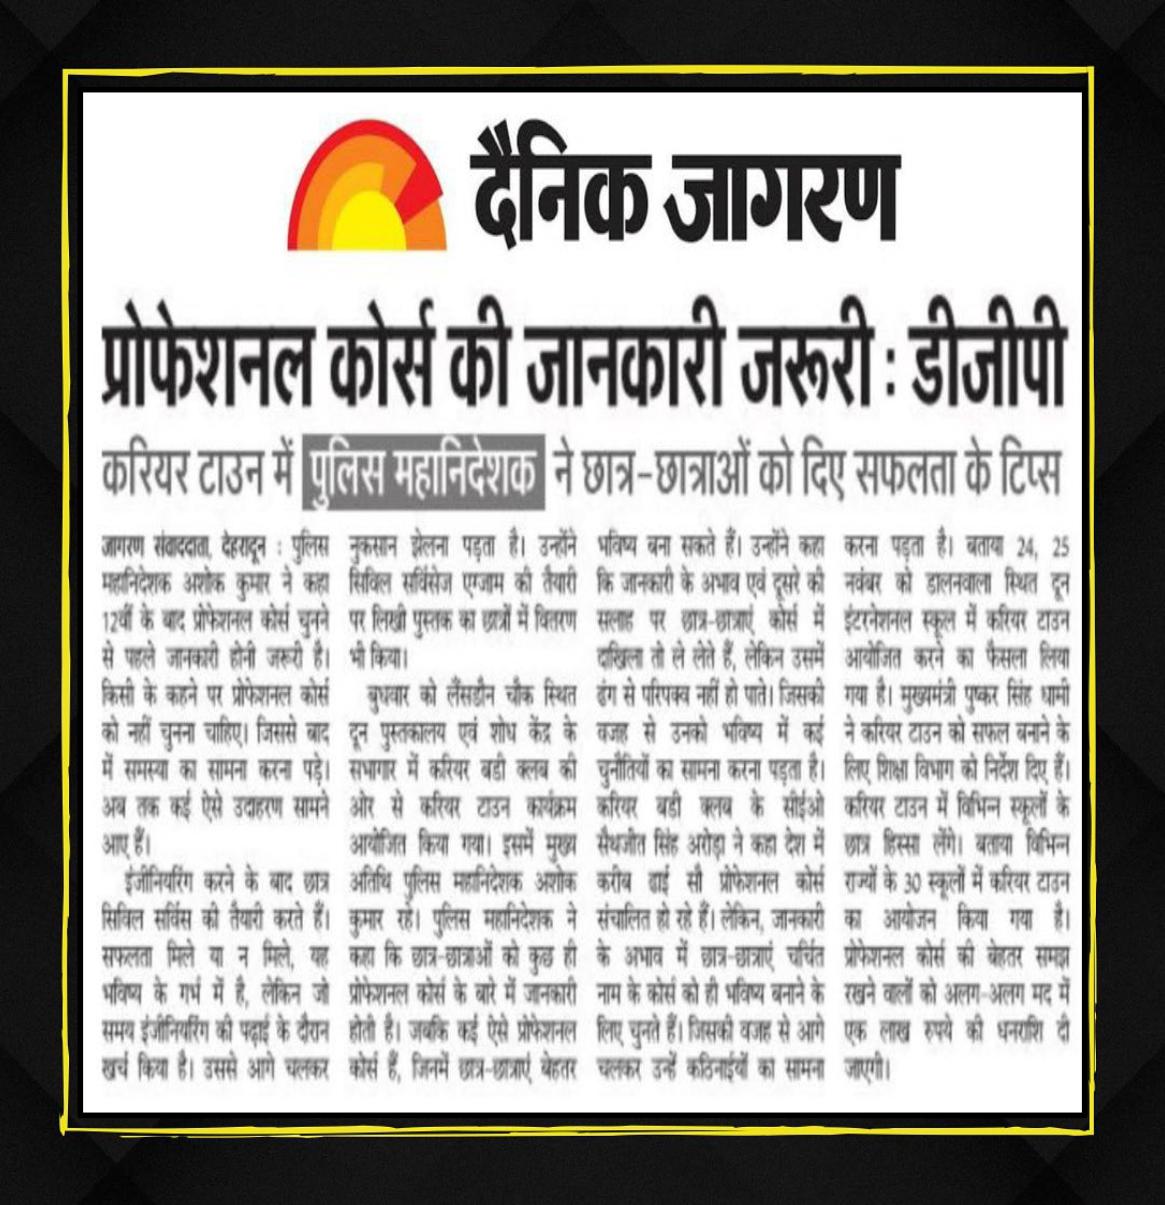 दैनिक जागरण
प्रोफेशनल कोर्स की जानकारी जरूरी : डीजीपी
करियर टाउन में पुलिस महानिदेशक ने छात्र-छात्राओं को दिए सफलता के टिप्स
जागरण संवाददाता, देहरादून : पुलिस
महानिदेशक अशोक कुमार ने कहा
12वीं के बाद प्रोफेशनल कोर्स चुनने
से पहले जानकारी होनी जरूरी है।
किसी के कहने पर प्रोफेशनल कोर्स
को नहीं चुनना चाहिए। जिससे बाद
में समस्या का सामना करना पड़े।
अब तक कई ऐसे उदाहरण सामने
आए हैं।
इंजीनियरिंग करने के बाद छात्र
सिविल सर्विस की तैयारी करते हैं।
सफलता मिले या न मिले, यह
भविष्य के गर्भ में है, लेकिन जो
समय इंजीनियरिंग की पढ़ाई के दौरान
खर्च किया है। उससे आगे चलकर
नुकसान झेलना पड़ता है। उन्होंने
सिविल सर्विसेज एग्जाम की तैयारी
पर लिखी पुस्तक का छात्रों में वितरण
भी किया।
बुधवार को लैंसडौन चौक स्थित
दून पुस्तकालय एवं शोध केंद्र के
सभागार में करियर बडी क्लब की
ओर से करियर टाउन कार्यक्रम
आयोजित किया गया। इसमें मुख्य
अतिथि पुलिस महानिदेशक अशोक
कुमार रहे। पुलिस महानिदेशक ने
कहा कि छात्र-छात्राओं को कुछ ही
प्रोफेशनल कोर्स के बारे में जानकारी
होती है। जबकि कई ऐसे प्रोफेशनल
कोर्स हैं, जिनमें छात्र-छात्राएं बेहतर
भविष्य बना सकते हैं। उन्होंने कहा
कि जानकारी के अभाव एवं दूसरे की
सलाह पर छात्र-छात्राएं कोर्स में
दाखिला तो ले लेते हैं, लेकिन उसमें
ढंग से परिपक्व नहीं हो पाते। जिसकी
वजह से उनको भविष्य में कई
चुनौतियों का सामना करना पड़ता है।
करियर बडी क्लब के सीईओ
सैथजीत सिंह अरोड़ा ने कहा देश में
करीब ढाई सौ प्रोफेशनल कोर्स
संचालित हो रहे हैं। लेकिन, जानकारी
के अभाव में छात्र-छात्राएं चर्चित
नाम के कोर्स को ही भविष्य बनाने के
लिए चुनते हैं। जिसकी वजह से आगे
चलकर उन्हें कठिनाईयों का सामना
करना पड़ता है। बताया 24, 25
नवंबर को डालनवाला स्थित दून
इंटरनेशनल स्कूल में करियर टाउन
आयोजित करने का फैसला लिया
गया है। मुख्यमंत्री पुष्कर सिंह धामी
ने करियर टाउन को सफल बनाने के
लिए शिक्षा विभाग को निर्देश दिए हैं।
करियर टाउन में विभिन्न स्कूलों के
छात्र हिस्सा लेंगे। बताया विभिन्न
राज्यों के 30 स्कूलों में करियर टाउन
का आयोजन किया गया है।
प्रोफेशनल कोर्स की बेहतर समझ
रखने वालों को अलग-अलग मद में
एक लाख रुपये की धनराशि दी
जाएगी।